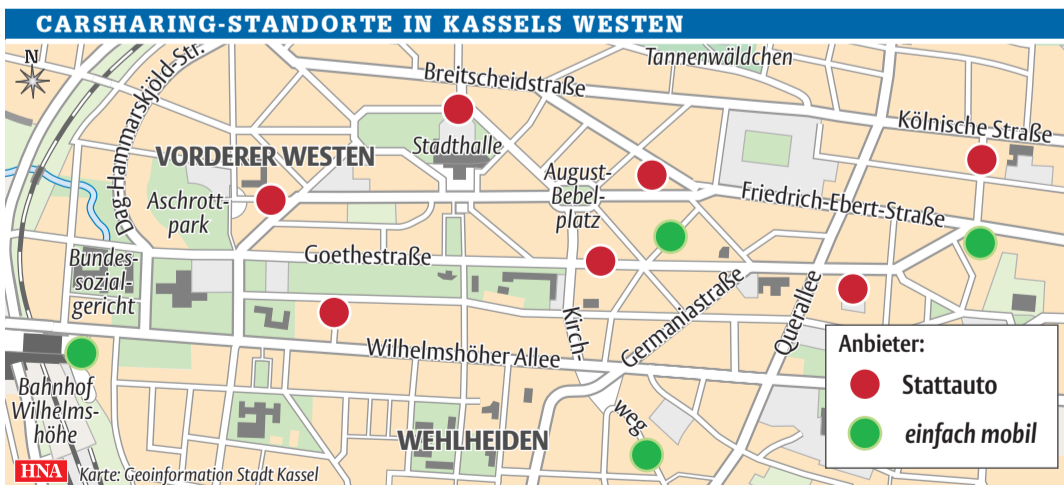 CARSHARING-STANDORTE IN KASSELS WESTEN
N
Tannenwäldchen
Dag-Hammarskjöld-Str.
Breitscheidstraße
Kölnische Straße
VORDERER WESTEN
Stadthalle
August-
Bebel-
platz
Aschrott-
park
Friedrich-Ebert-Straße
Bundes-
sozial-
gericht
Goethestraße
Germaniastraße
Querallee
Kirch-
weg
Wilhelmshöher Allee
Bahnhof
Wilhelms-
höhe
WEHLHEIDEN
Anbieter:
Stattauto
einfach mobil
HNA Karte: Geoinformation Stadt Kassel